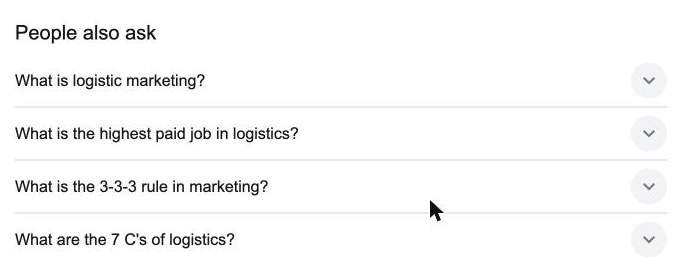 People also ask
What is logistic marketing?
What is the highest paid job in logistics?
What is the 3-3-3 rule in marketing?
What are the 7 C's of logistics?